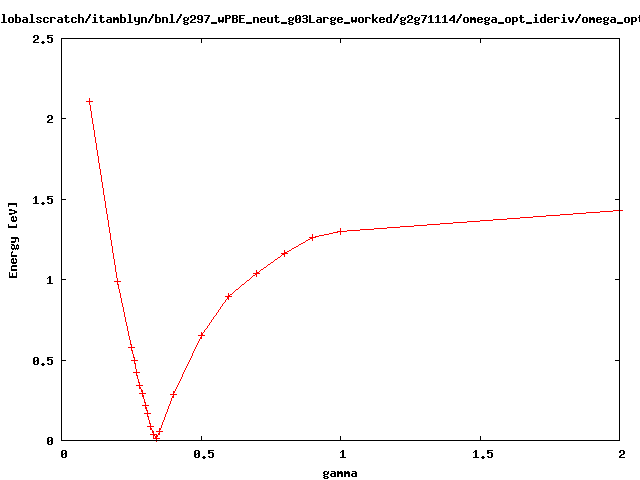 lobalscratch/itamblyn/bnl/g297_wPBE_neut_g03Large_worked/g2g71114/omega_opt_ideriv/omega_opt
2.5
2
1.5
1
0.5
0
Energy [eV]
0 0.5 1 1.5 2
gamma